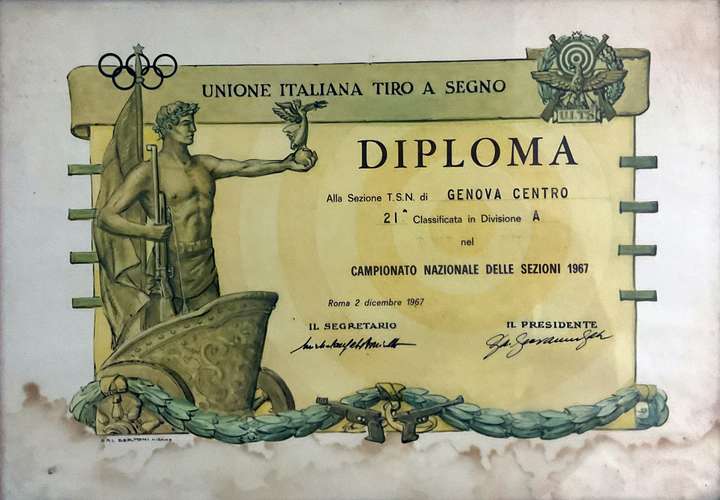 UNIONE ITALIANA TIRO A SEGNO
U.I.T.S
DIPLOMA
Alla Sezione T.S.N. di GENOVA CENTRO
21ª Classificata in Divisione A
nel
CAMPIONATO NAZIONALE DELLE SEZIONI 1967
Roma 2 dicembre 1967
IL SEGRETARIO
IL PRESIDENTE